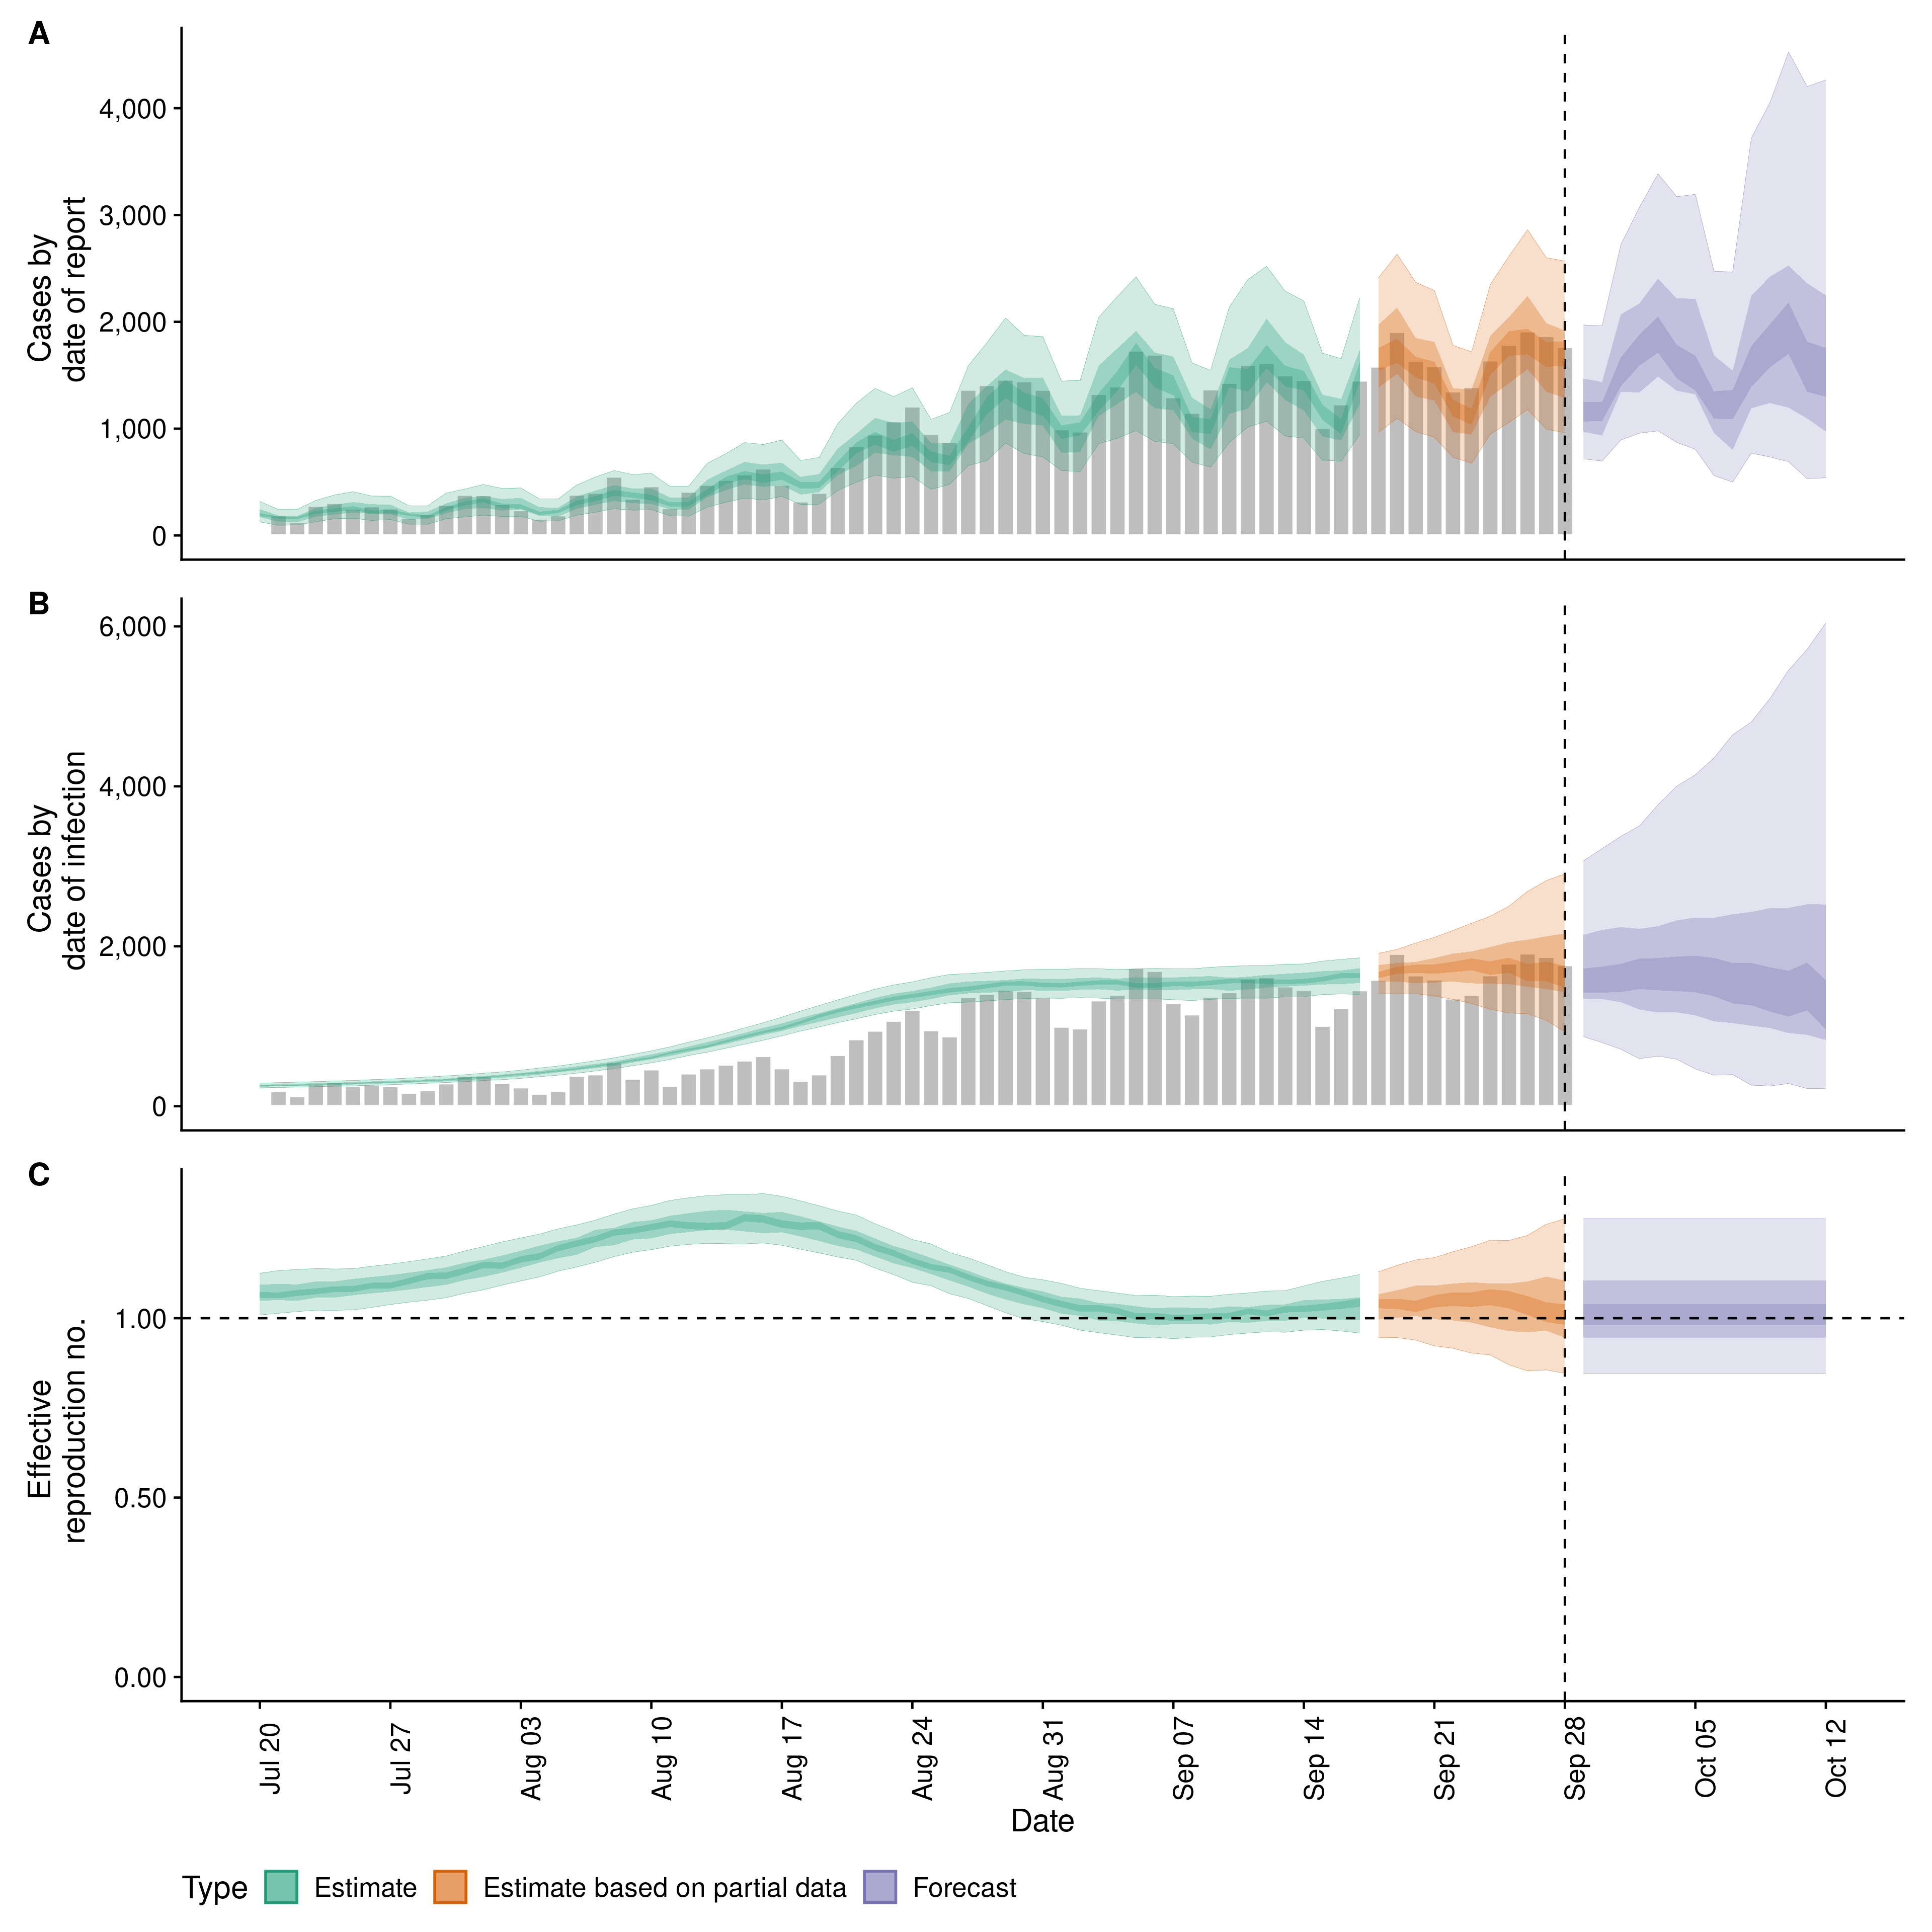 A
Cases by
date of report
4,000
3,000
2,000
1,000
0
B
Cases by
date of infection
6,000
4,000
2,000
0
C
Effective
reproduction no.
1.00
0.50
0.00
Jul 20
Jul 27
Aug 03
Aug 10
Aug 17
Aug 24
Aug 31
Sep 07
Sep 14
Sep 21
Sep 28
Oct 05
Oct 12
Date
Type Estimate Estimate based on partial data Forecast